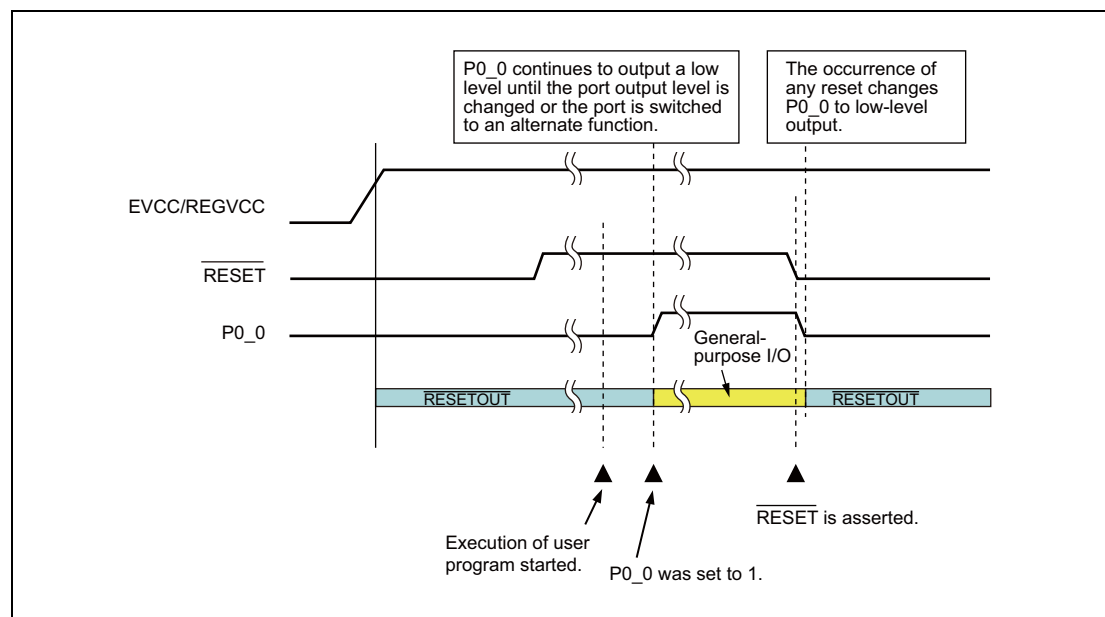 P0_0 continues to output a low
level until the port output level is
changed or the port is switched
to an alternate function.
The occurrence of
any reset changes
P0_0 to low-level
output.
EVCC/REGVCC
RESET
P0_0
General-
purpose I/O
RESETOUT
RESETOUT
RESET is asserted.
Execution of user
program started.
P0_0 was set to 1.